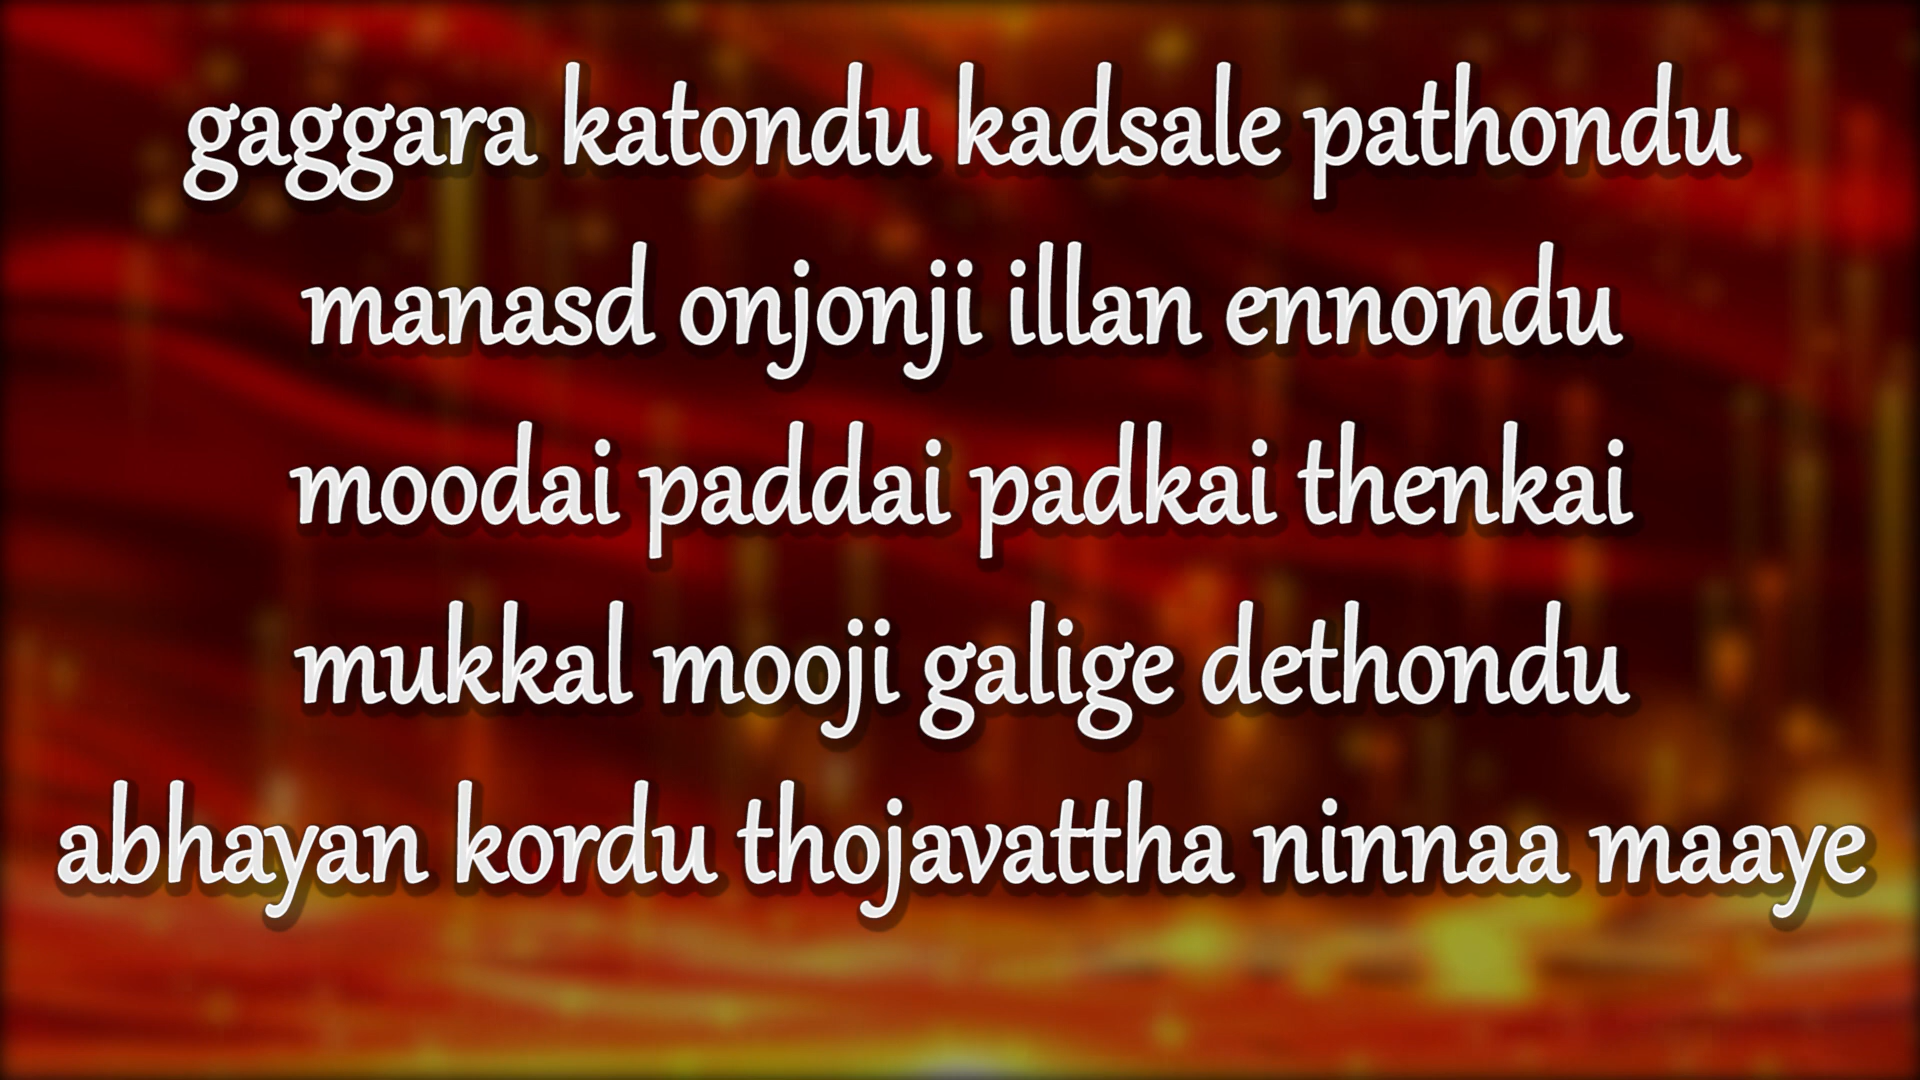 gaggara katondu kadsale pathondu
manasd onjonji illan ennondu
moodai paddai padkai thenkai
mukkal mooji galige dethondu
abhayan kordu thojavattha ninnaa maaye